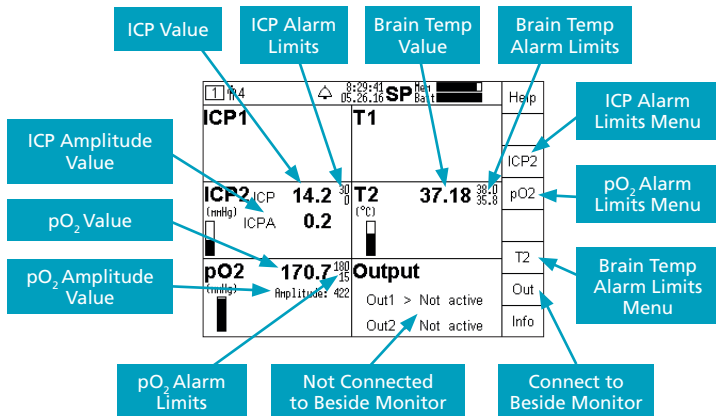 ICP Value
ICP Alarm
Limits
Brain Temp
Value
Brain Temp
Alarm Limits
1 4
8:29:41
05.26.16
SP
Mem
Batt
Help
ICP1
T1
ICP Alarm
Limits Menu
ICP Amplitude
Value
ICP2
ICP2 ICP 14.2 30
0
(mmHg)
ICPA 0.2
T2 37.18 38.0
35.8
(°C)
pO2
pO₂ Alarm
Limits Menu
pO₂ Value
pO₂ Amplitude
Value
pO2 170.7 180
15
(mmHg)
Amplitude: 422
Output
Out1 > Not active
Out2 Not active
T2
Out
Info
Brain Temp
Alarm Limits
Menu
pO₂ Alarm
Limits
Not Connected
to Beside Monitor
Connect to
Beside Monitor